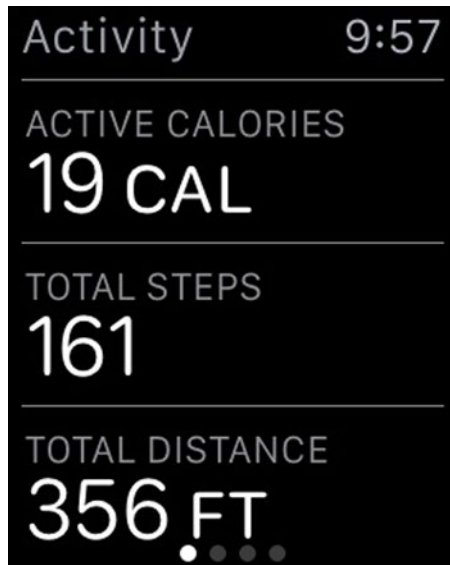 Activity 9:57
ACTIVE CALORIES
19 CAL
TOTAL STEPS
161
TOTAL DISTANCE
356 FT